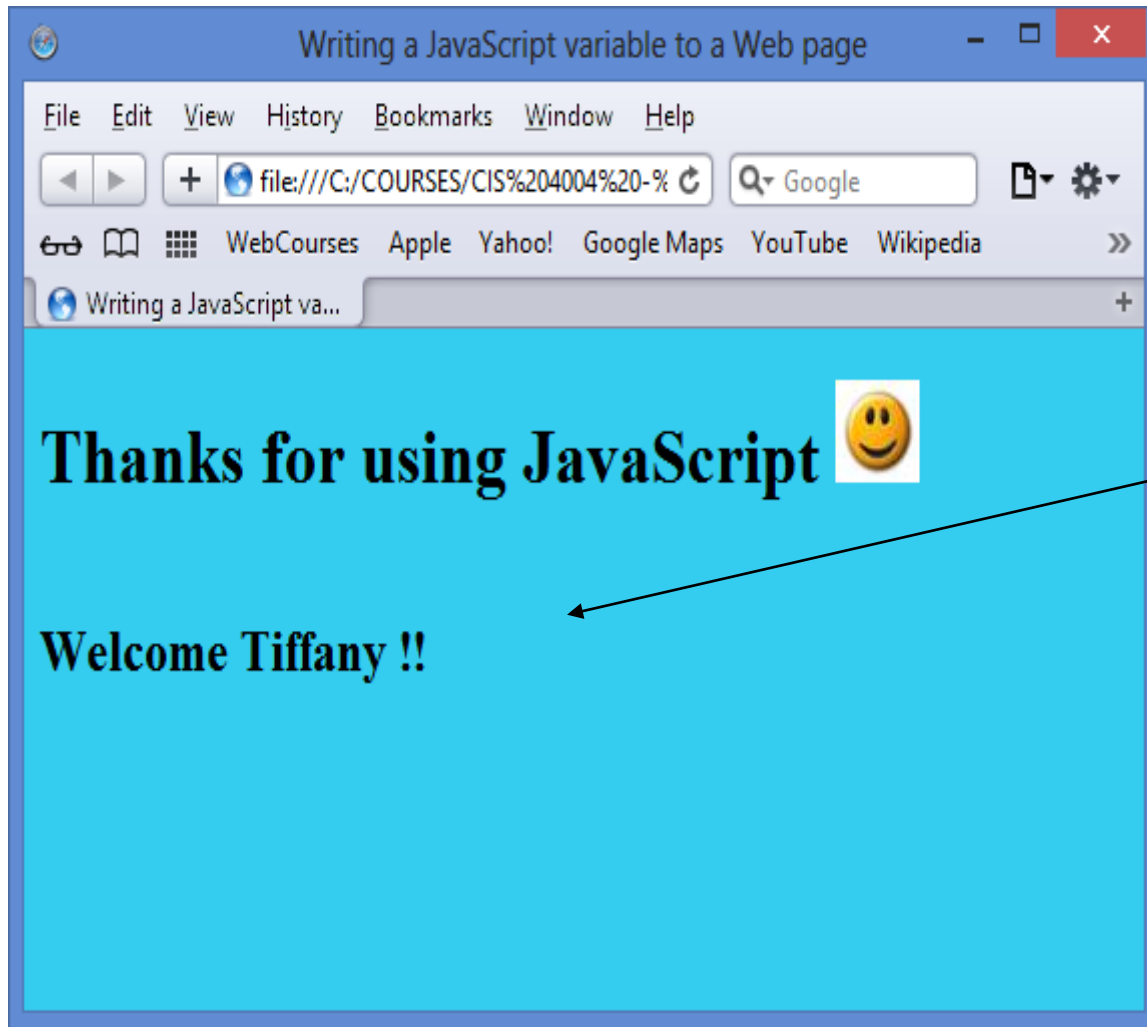 Writing a JavaScript variable to a Web page
File Edit View History Bookmarks Window Help
file:///C:/COURSES/CIS%204004%20-% Google
WebCourses Apple Yahoo! Google Maps YouTube Wikipedia
Writing a JavaScript va...
Thanks for using JavaScript
Welcome Tiffany !!